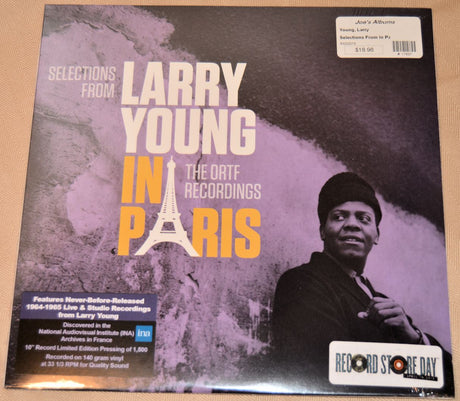 Joe's Albums
Young, Larry
Selections From In Pa
$18.98
SELECTIONS
FROM
LARRY
YOUNG
IN
THE ORTF
RECORDINGS
PARIS
Features Never-Before-Released
1964-1965 Live & Studio Recordings
from Larry Young
Discovered in the
National Audiovisual Institute (INA)
Archives in France
ina
10" Record Limited Edition Pressing of 1,800
Recorded on 140 gram vinyl
at 33 1/3 RPM for Quality Sound
RECORD STORE DAY